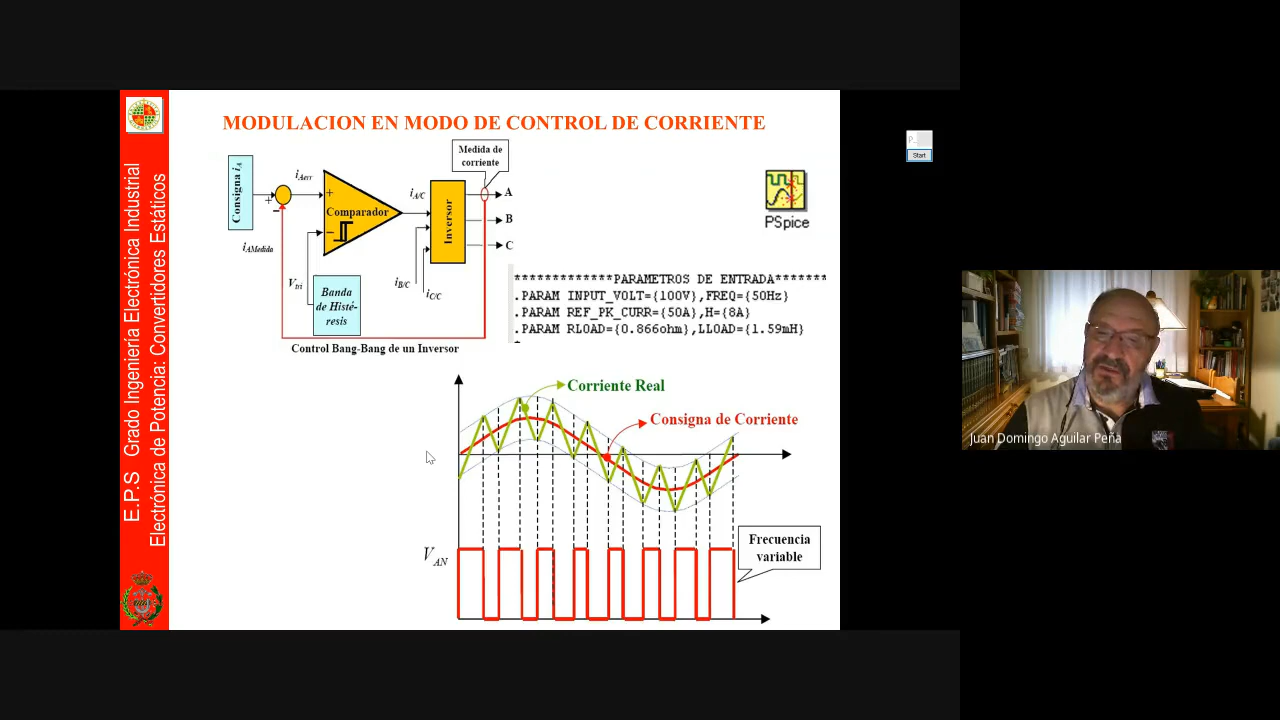 MODULACION EN MODO DE CONTROL DE CORRIENTE
E.P.S Grado Ingeniería Electrónica Industrial
Electrónica de Potencia: Convertidores Estáticos
Consigna iA
+
−
iAerr
iAMedida
+
Comparador
−
Vtri
Banda
de Histé-
resis
iA/C
iB/C
iC/C
Inversor
Medida de
corriente
A
B
C
Control Bang-Bang de un Inversor
PSpice
*************PARAMETROS DE ENTRADA*******
.PARAM INPUT_VOLT={100V},FREQ={50Hz}
.PARAM REF_PK_CURR={50A},H={8A}
.PARAM RLOAD={0.866ohm},LLOAD={1.59mH}
*
Corriente Real
Consigna de Corriente
VAN
Frecuencia
variable
P...
Start
Juan Domingo Aguilar Peña